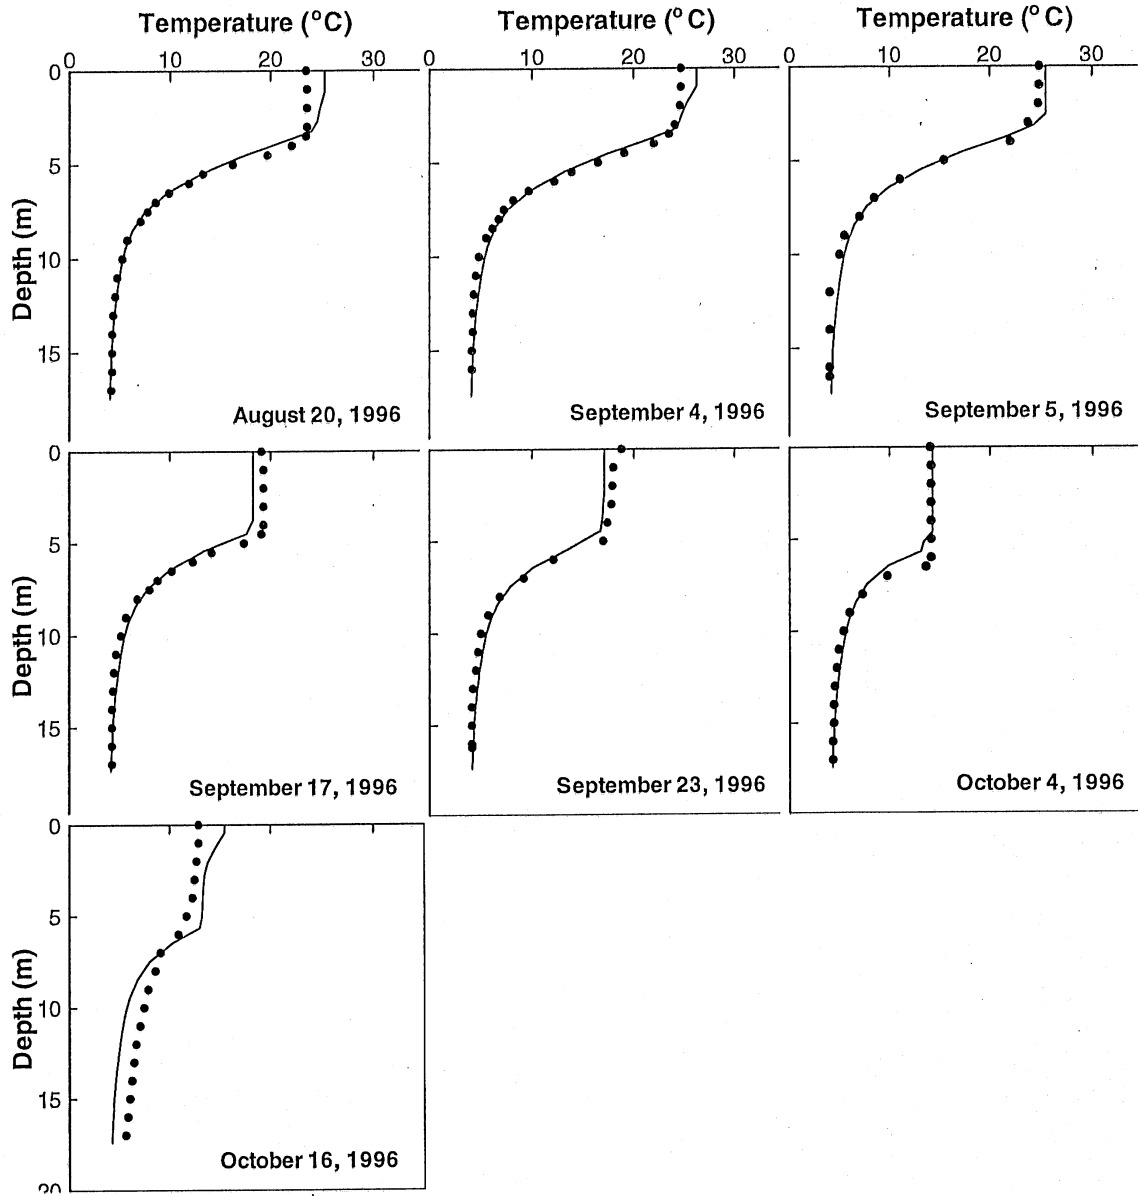 Temperature (°C) Temperature (° C) Temperature (° C)
0 10 20 30 0 10 20 30 0 10 20 30
0
5
10
15
Depth (m)
August 20, 1996 September 4, 1996 September 5, 1996
0
5
10
15
Depth (m)
September 17, 1996 September 23, 1996 October 4, 1996
0
5
10
15
Depth (m)
October 16, 1996
20